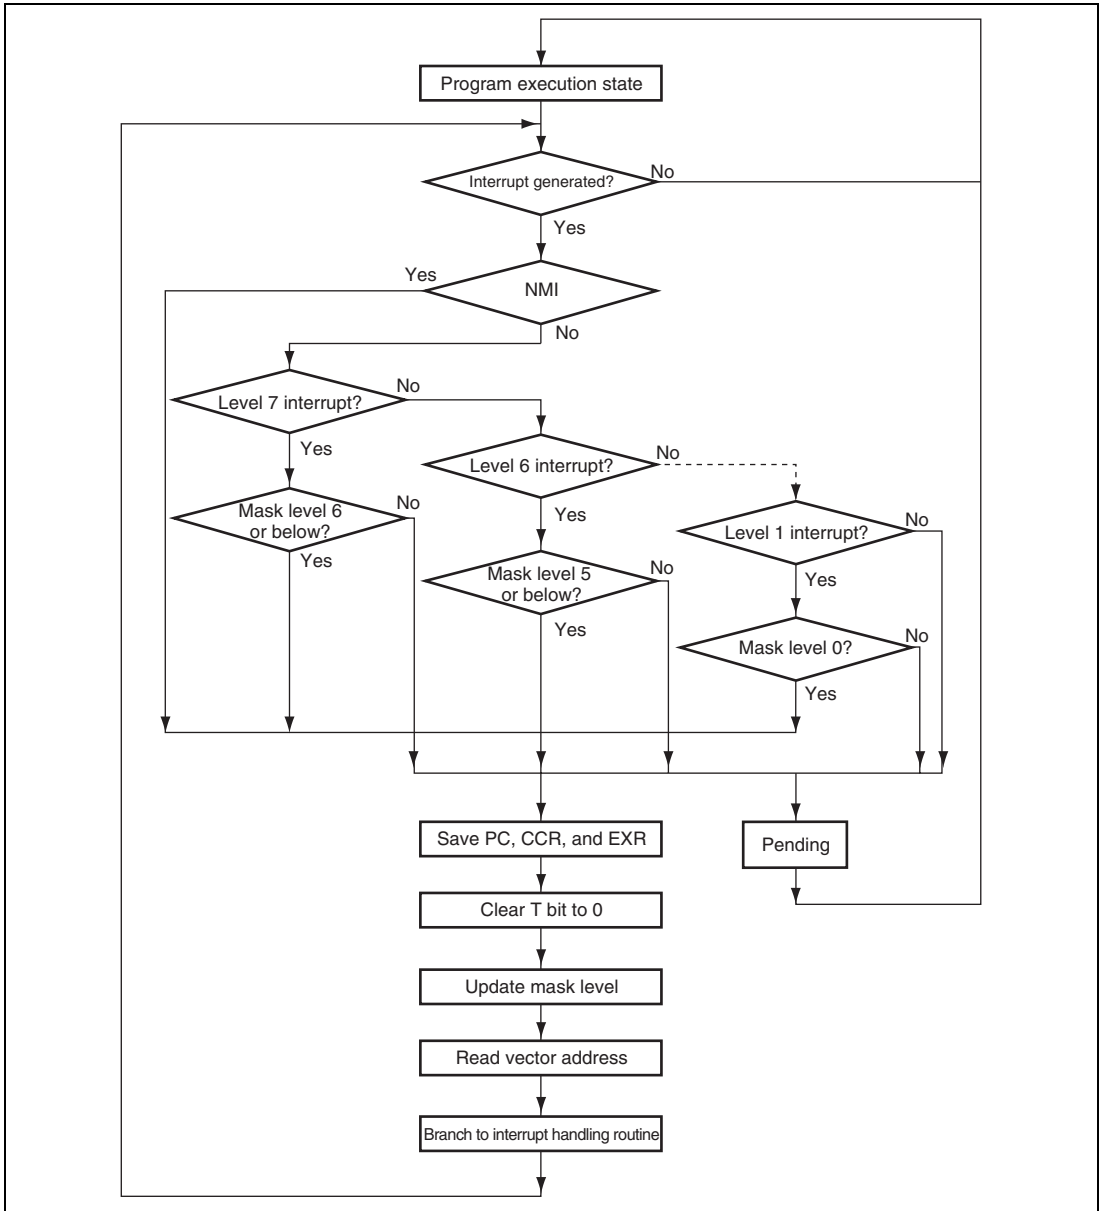 Program execution state
Interrupt generated?
No
Yes
NMI
Yes
No
Level 7 interrupt?
No
Yes
Level 6 interrupt?
No
Yes
Mask level 6
or below?
No
Yes
Level 1 interrupt?
No
Yes
Mask level 5
or below?
No
Yes
Mask level 0?
No
Yes
Save PC, CCR, and EXR
Pending
Clear T bit to 0
Update mask level
Read vector address
Branch to interrupt handling routine